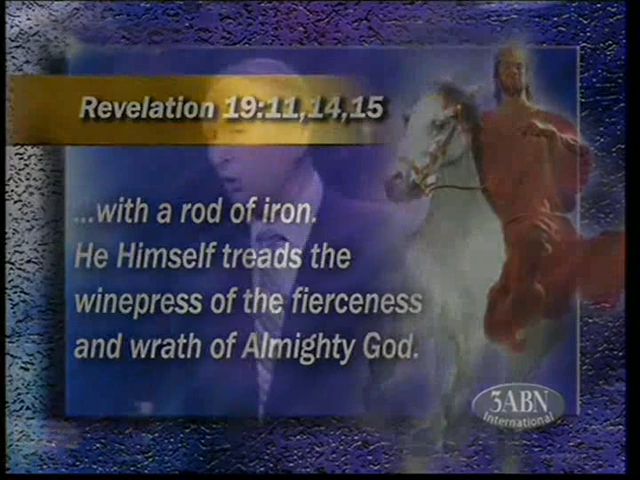 Revelation 19:11,14,15
...with a rod of iron.
He Himself treads the
winepress of the fierceness
and wrath of Almighty God.
3ABN
International